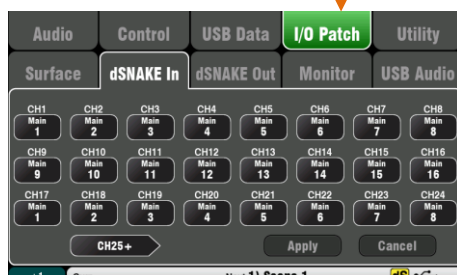 Audio Control USB Data I/O Patch Utility
Surface dSNAKE In dSNAKE Out Monitor USB Audio
CH1 CH2 CH3 CH4 CH5 CH6 CH7 CH8
Main Main Main Main Main Main Main Main
1 2 3 4 5 6 7 8
CH9 CH10 CH11 CH12 CH13 CH14 CH15 CH16
Main Main Main Main Main Main Main Main
9 10 11 12 13 14 15 16
CH17 CH18 CH19 CH20 CH21 CH22 CH23 CH24
Main Main Main Main Main Main Main Main
1 2 3 4 5 6 7 8
CH25+ Apply Cancel